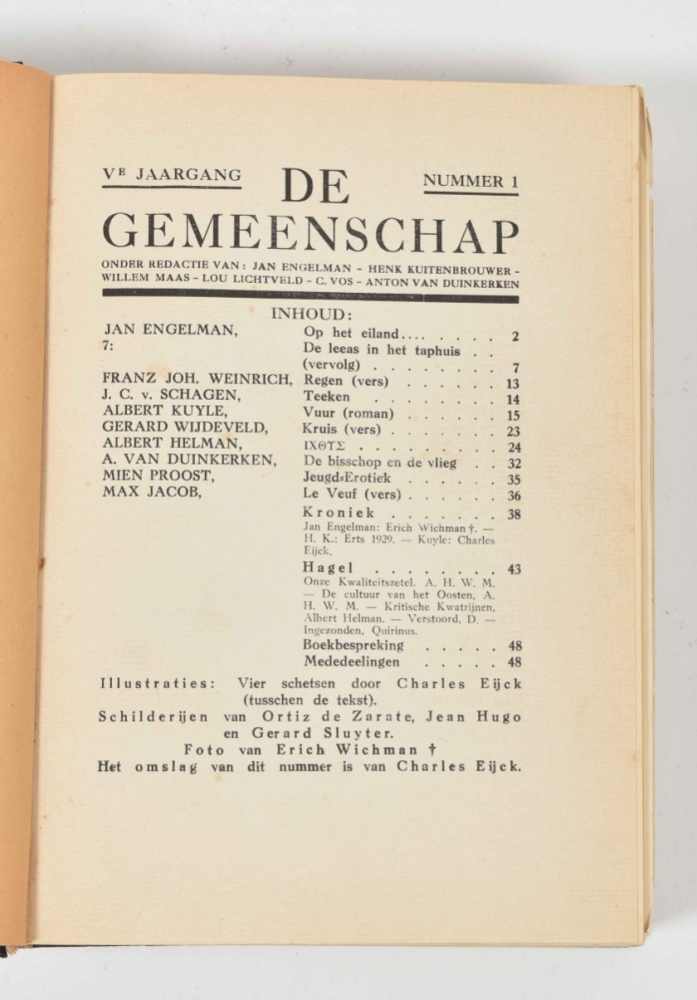 Vᴱ JAARGANG DE NUMMER 1
GEMEENSCHAP
ONDER REDACTIE VAN: JAN ENGELMAN – HENK KUITENBROUWER –
WILLEM MAAS – LOU LICHTVELD – C. VOS – ANTON VAN DUINKERKEN
INHOUD:
JAN ENGELMAN, Op het eiland.... . . . . 2
7: De leeas in het taphuis . .
(vervolg) . . . . . . . . 7
FRANZ JOH. WEINRICH, Regen (vers) . . . . . . 13
J. C. v. SCHAGEN, Teeken . . . . . . . 14
ALBERT KUYLE, Vuur (roman) . . . . . . 15
GERARD WIJDEVELD, Kruis (vers) . . . . . . 23
ALBERT HELMAN, ΙΧΘΥΣ . . . . . . . . 24
A. VAN DUINKERKEN, De bisschop en de vlieg . . 32
MIEN PROOST, Jeugd=Erotiek . . . . . 35
MAX JACOB, Le Veuf (vers) . . . . . . 36
Kroniek . . . . . . . 38
Jan Engelman: Erich Wichman †. —
H. K.: Erts 1929. — Kuyle: Charles
Eijck.
Hagel . . . . . . . . 43
Onze Kwaliteitszetel. A. H. W. M.
— De cultuur van het Oosten, A.
H. W. M. — Kritische Kwatrijnen,
Albert Helman. — Verstoord, D. —
Ingezonden, Quirinus.
Boekbespreking . . . . . 48
Mededeelingen . . . . . 48
Illustraties: Vier schetsen door Charles Eijck
(tusschen de tekst).
Schilderijen van Ortiz de Zarate, Jean Hugo
en Gerard Sluyter.
Foto van Erich Wichman †
Het omslag van dit nummer is van Charles Eijck.